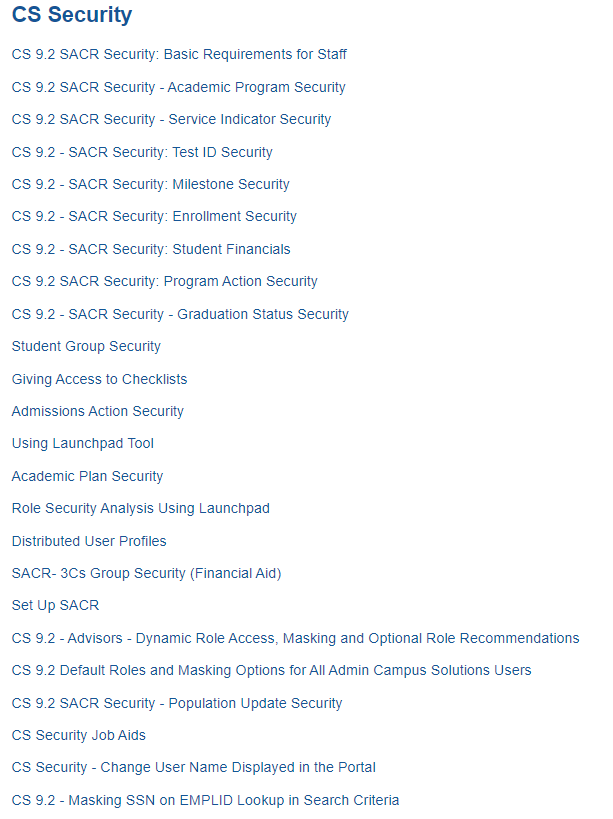 CS Security
CS 9.2 SACR Security: Basic Requirements for Staff
CS 9.2 SACR Security - Academic Program Security
CS 9.2 SACR Security - Service Indicator Security
CS 9.2 - SACR Security: Test ID Security
CS 9.2 - SACR Security: Milestone Security
CS 9.2 - SACR Security: Enrollment Security
CS 9.2 - SACR Security: Student Financials
CS 9.2 SACR Security: Program Action Security
CS 9.2 - SACR Security - Graduation Status Security
Student Group Security
Giving Access to Checklists
Admissions Action Security
Using Launchpad Tool
Academic Plan Security
Role Security Analysis Using Launchpad
Distributed User Profiles
SACR- 3Cs Group Security (Financial Aid)
Set Up SACR
CS 9.2 - Advisors - Dynamic Role Access, Masking and Optional Role Recommendations
CS 9.2 Default Roles and Masking Options for All Admin Campus Solutions Users
CS 9.2 SACR Security - Population Update Security
CS Security Job Aids
CS Security - Change User Name Displayed in the Portal
CS 9.2 - Masking SSN on EMPLID Lookup in Search Criteria